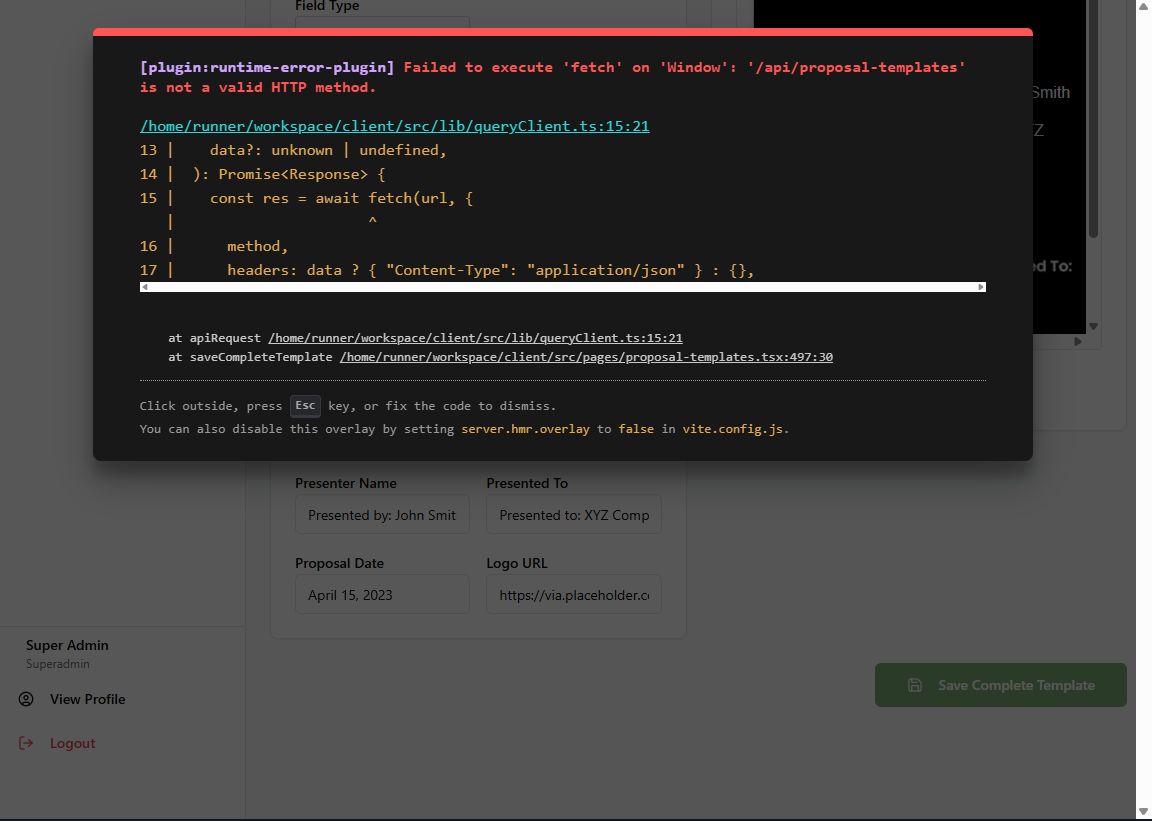 Field Type
[plugin:runtime-error-plugin] Failed to execute 'fetch' on 'Window': '/api/proposal-templates'
is not a valid HTTP method.
Smith
/home/runner/workspace/client/src/lib/queryClient.ts:15:21
Z
13 |    data?: unknown | undefined,
14 |  ): Promise<Response> {
15 |    const res = await fetch(url, {
   |                      ^
16 |      method,
17 |      headers: data ? { "Content-Type": "application/json" } : {},
ed To:
at apiRequest /home/runner/workspace/client/src/lib/queryClient.ts:15:21
at saveCompleteTemplate /home/runner/workspace/client/src/pages/proposal-templates.tsx:497:30
Click outside, press Esc key, or fix the code to dismiss.
You can also disable this overlay by setting server.hmr.overlay to false in vite.config.js.
Presenter Name
Presented To
Presented by: John Smit
Presented to: XYZ Comp
Proposal Date
Logo URL
April 15, 2023
https://via.placeholder.c
Super Admin
Superadmin
View Profile
Logout
Save Complete Template